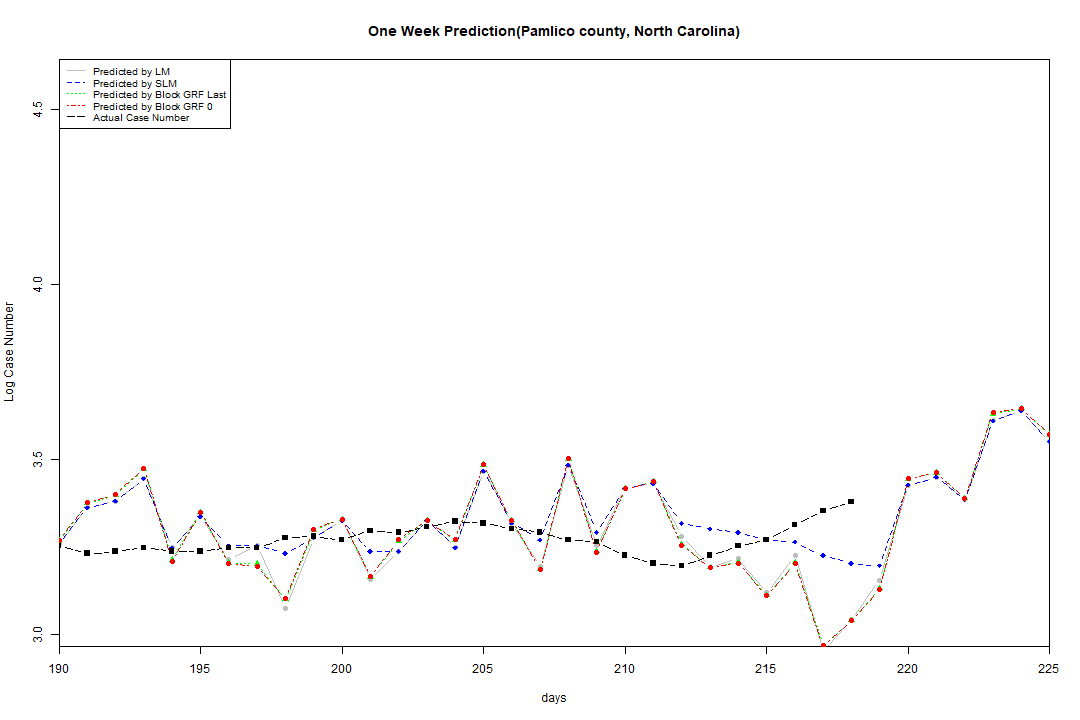 One Week Prediction(Pamlico county, North Carolina)
Predicted by LM
Predicted by SLM
Predicted by Block GRF Last
Predicted by Block GRF 0
Actual Case Number
Log Case Number
4.5
4.0
3.5
3.0
190 195 200 205 210 215 220 225
days